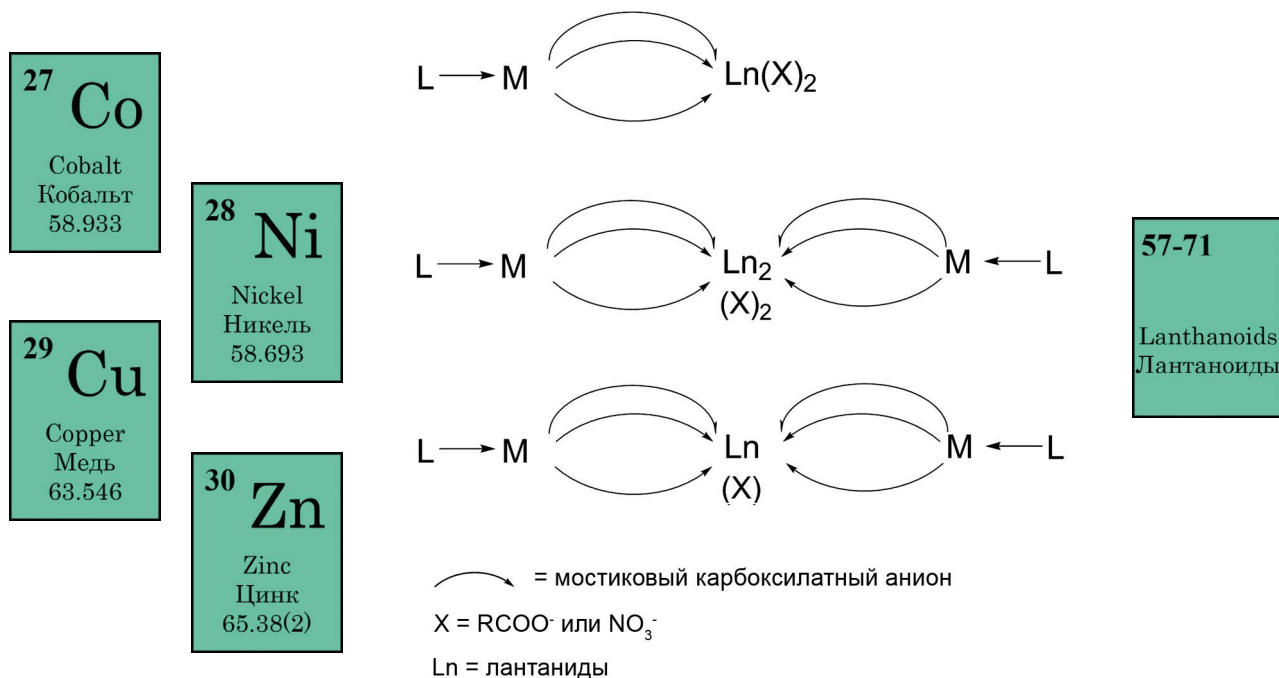 27 Co
Cobalt
Кобальт
58.933
28 Ni
Nickel
Никель
58.693
29 Cu
Copper
Медь
63.546
30 Zn
Zinc
Цинк
65.38(2)
L M Ln(X)₂
L M Ln₂ M L
(X)₂
L M Ln M L
(X)
= мостиковый карбоксилатный анион
X = RCOO⁻ или NO₃⁻
Ln = лантаниды
57-71
Lanthanoids
Лантаноиды